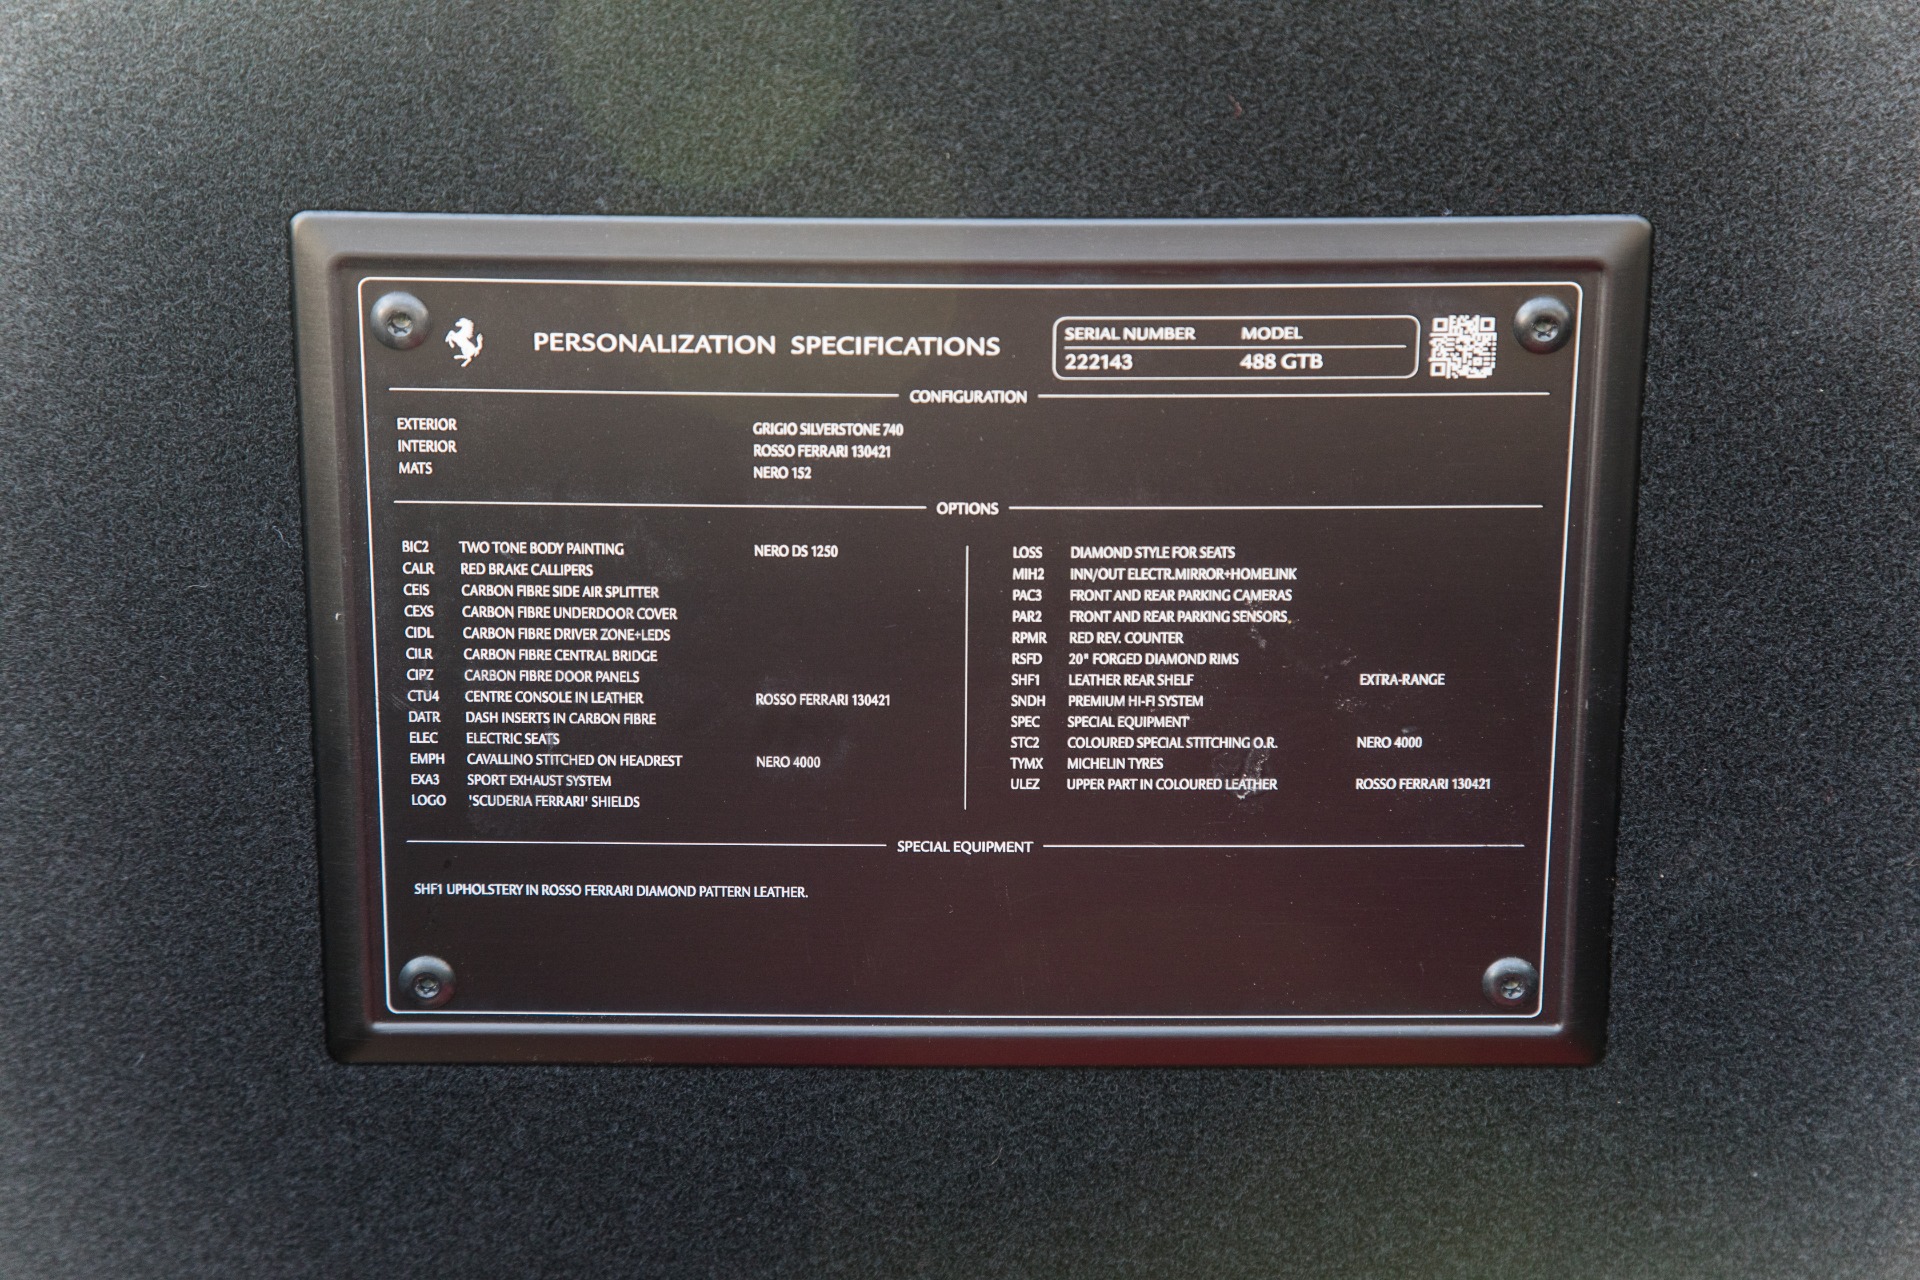 PERSONALIZATION SPECIFICATIONS
SERIAL NUMBER MODEL
222143 488 GTB
CONFIGURATION
EXTERIOR GRIGIO SILVERSTONE 740
INTERIOR ROSSO FERRARI 130421
MATS NERO 152
OPTIONS
BIC2 TWO TONE BODY PAINTING NERO DS 1250
CALR RED BRAKE CALLIPERS
CEIS CARBON FIBRE SIDE AIR SPLITTER
CEXS CARBON FIBRE UNDERDOOR COVER
CIDL CARBON FIBRE DRIVER ZONE+LEDS
CILR CARBON FIBRE CENTRAL BRIDGE
CIPZ CARBON FIBRE DOOR PANELS
CTU4 CENTRE CONSOLE IN LEATHER ROSSO FERRARI 130421
DATR DASH INSERTS IN CARBON FIBRE
ELEC ELECTRIC SEATS
EMPH CAVALLINO STITCHED ON HEADREST NERO 4000
EXA3 SPORT EXHAUST SYSTEM
LOGO 'SCUDERIA FERRARI' SHIELDS
LOSS DIAMOND STYLE FOR SEATS
MIH2 INN/OUT ELECTR.MIRROR+HOMELINK
PAC3 FRONT AND REAR PARKING CAMERAS
PAR2 FRONT AND REAR PARKING SENSORS
RPMR RED REV. COUNTER
RSFD 20" FORGED DIAMOND RIMS
SHF1 LEATHER REAR SHELF EXTRA-RANGE
SNDH PREMIUM HI-FI SYSTEM
SPEC SPECIAL EQUIPMENT
STC2 COLOURED SPECIAL STITCHING O.R. NERO 4000
TYMX MICHELIN TYRES
ULEZ UPPER PART IN COLOURED LEATHER ROSSO FERRARI 130421
SPECIAL EQUIPMENT
SHF1 UPHOLSTERY IN ROSSO FERRARI DIAMOND PATTERN LEATHER.